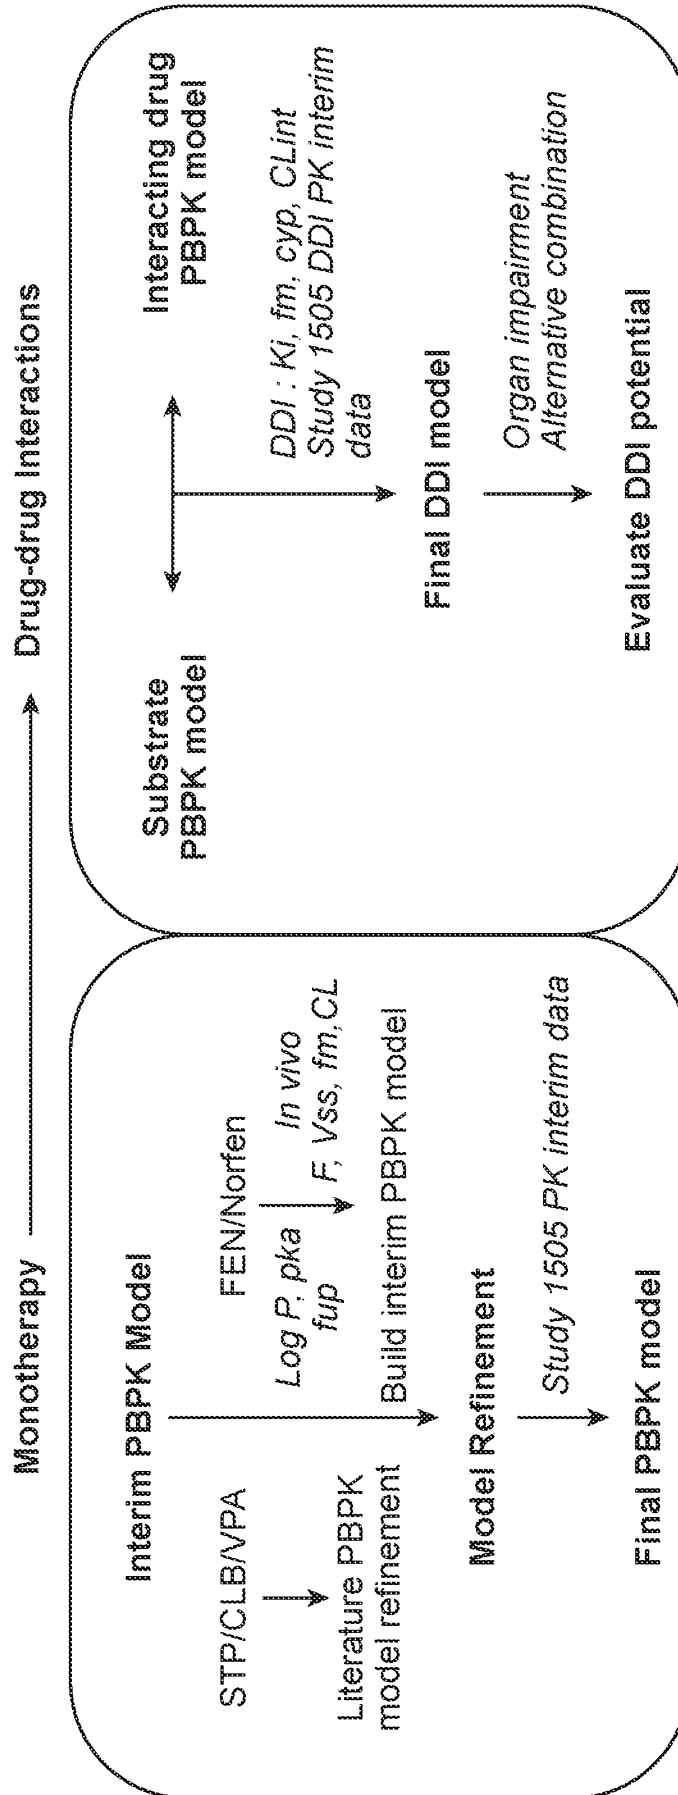 Monotherapy
Drug-drug Interactions
Interim PBPK Model
STP/CLB/VPA
Literature PBPK
model refinement
FEN/Norfen
Log P, pka
fup
In vivo
F, Vss, fm,CL
Build interim PBPK model
Model Refinement
Study 1505 PK interim data
Final PBPK model
Substrate
PBPK model
Interacting drug
PBPK model
DDI : Ki, fm, cyp, CLint
Study 1505 DDI PK interim
data
Final DDI model
Organ impairment
Alternative combination
Evaluate DDI potential